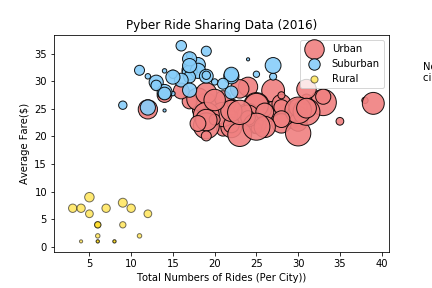 Pyber Ride Sharing Data (2016)
Urban
Suburban
Rural
Average Fare($)
35
30
25
20
15
10
5
0
5
10
15
20
25
30
35
40
Total Numbers of Rides (Per City))